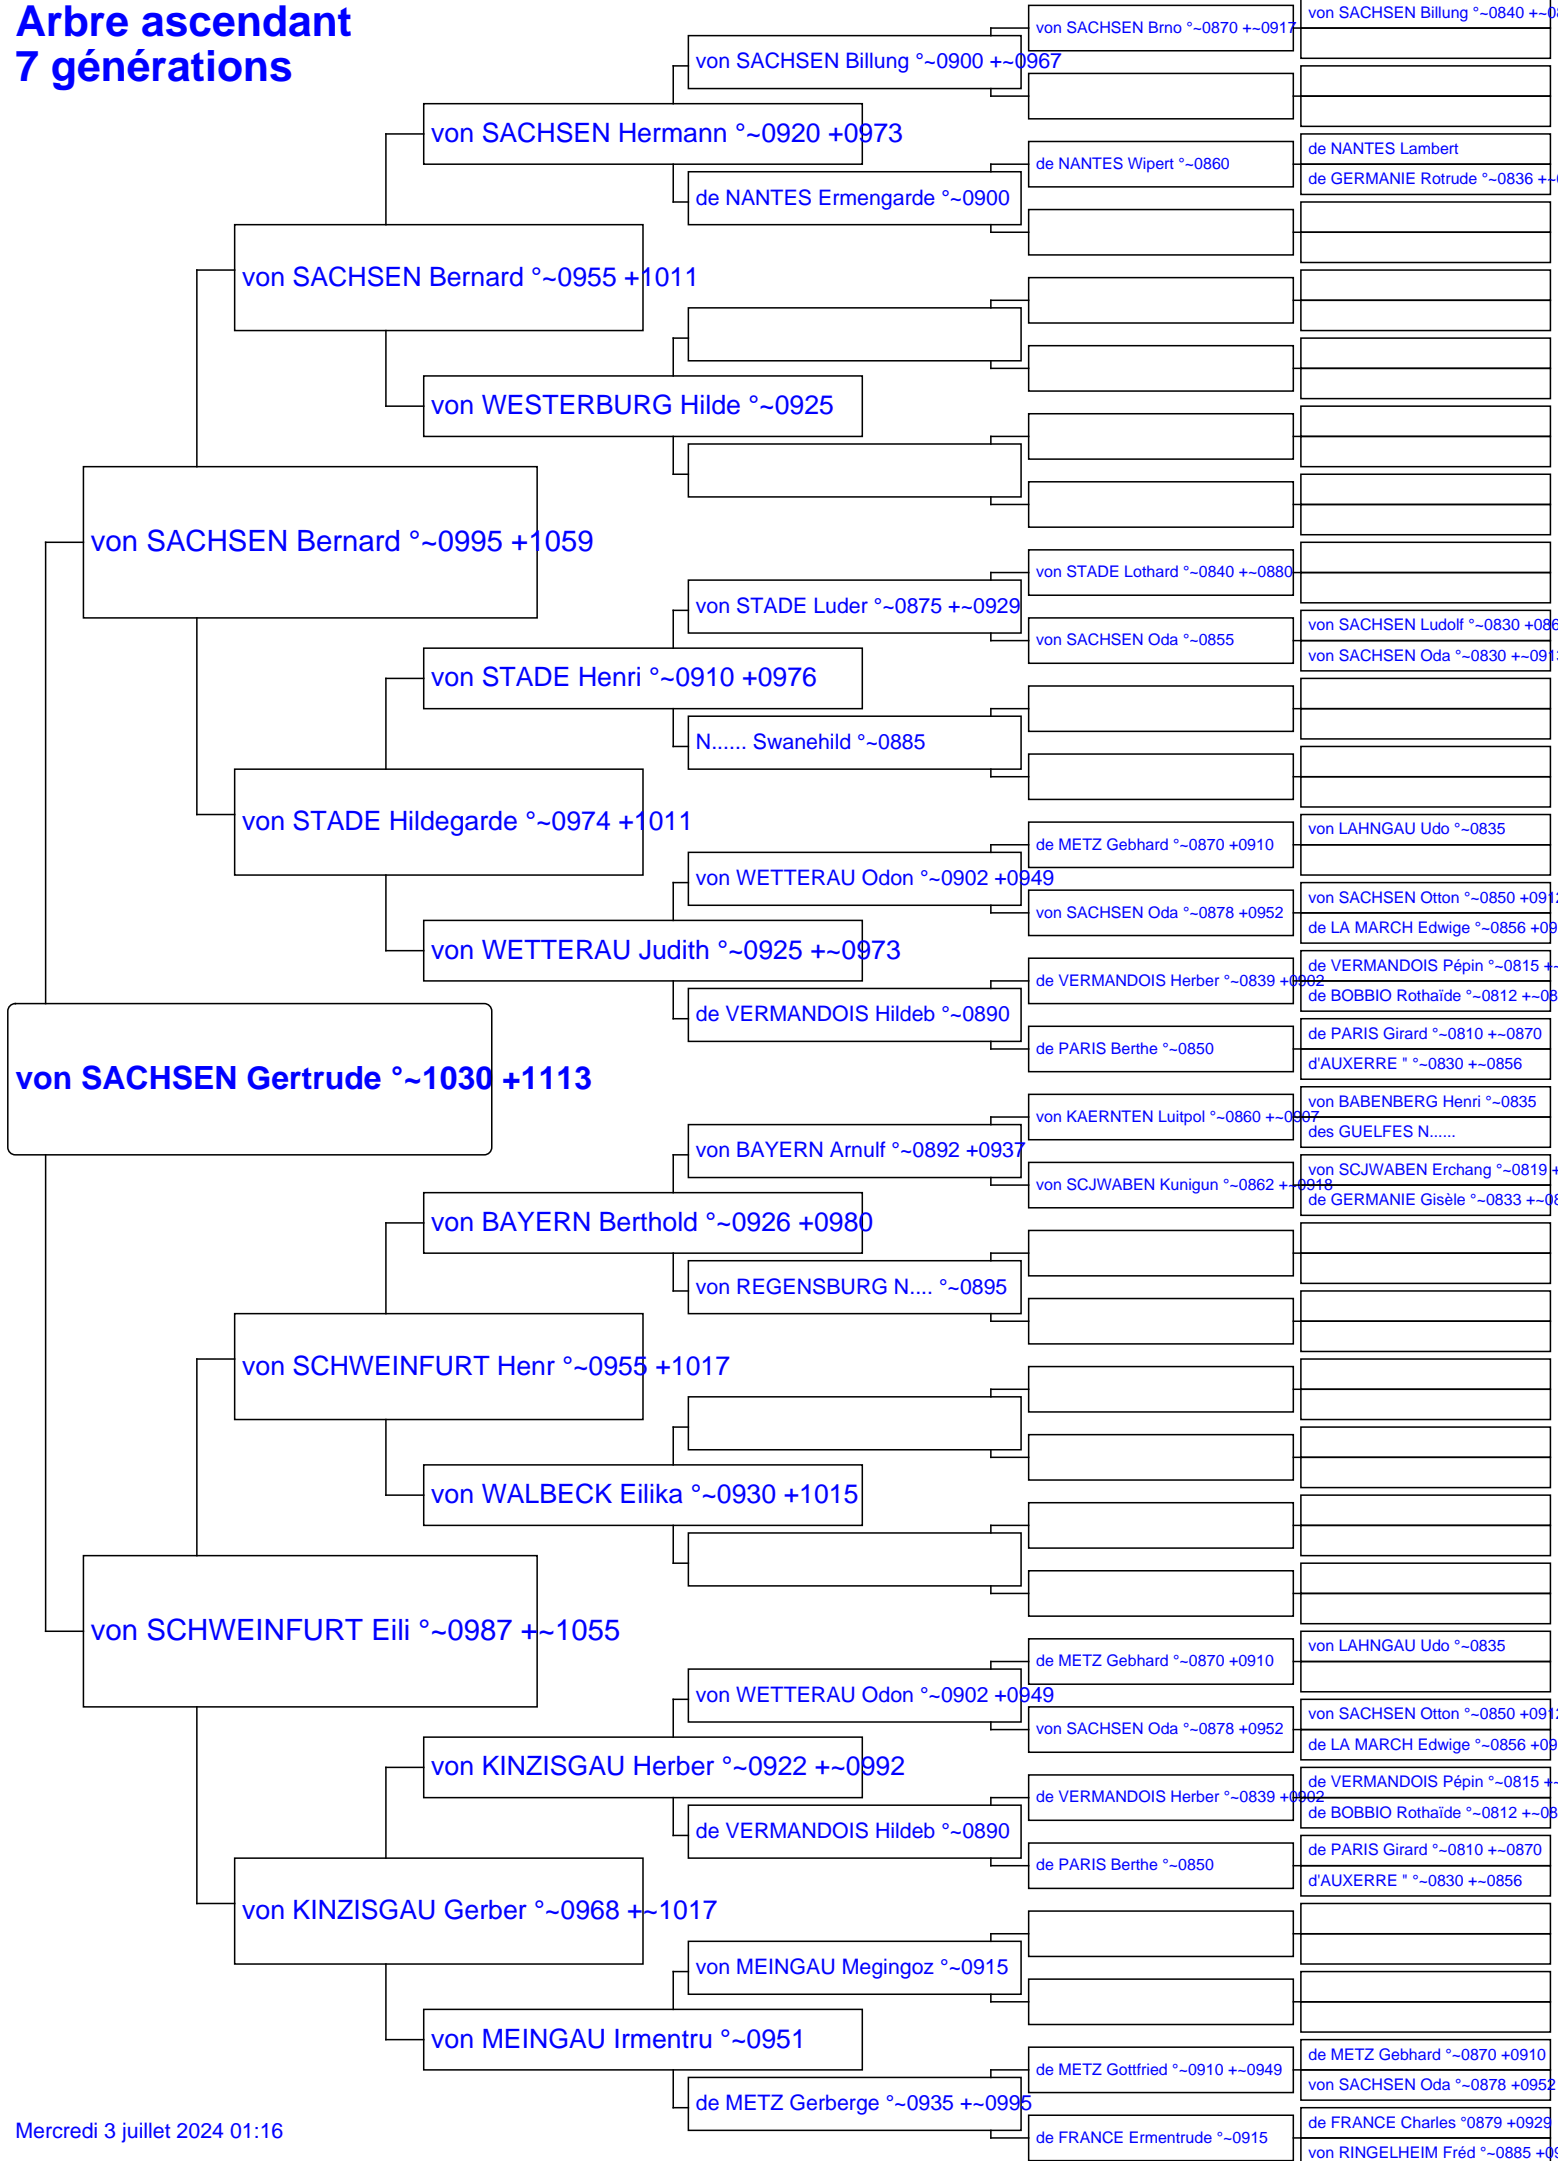 Arbre ascendant
7 générations
von SACHSEN Gertrude °~1030 +1113
von SACHSEN Bernard °~0995 +1059
von SCHWEINFURT Eili °~0987 +~1055
von SACHSEN Bernard °~0955 +1011
von STADE Hildegarde °~0974 +1011
von SCHWEINFURT Henr °~0955 +1017
von KINZISGAU Gerber °~0968 +~1017
von SACHSEN Hermann °~0920 +0973
von WESTERBURG Hilde °~0925
von STADE Henri °~0910 +0976
von WETTERAU Judith °~0925 +~0973
von BAYERN Berthold °~0926 +0980
von WALBECK Eilika °~0930 +1015
von KINZISGAU Herber °~0922 +~0992
von MEINGAU Irmentru °~0951
von SACHSEN Billung °~0900 +~0967
de NANTES Ermengarde °~0900
von STADE Luder °~0875 +~0929
N...... Swanehild °~0885
von WETTERAU Odon °~0902 +0949
de VERMANDOIS Hildeb °~0890
von BAYERN Arnulf °~0892 +0937
von REGENSBURG N.... °~0895
von WETTERAU Odon °~0902 +0949
de VERMANDOIS Hildeb °~0890
von MEINGAU Megingoz °~0915
de METZ Gerberge °~0935 +~0995
von SACHSEN Brno °~0870 +~0917
de NANTES Wipert °~0860
von STADE Lothard °~0840 +~0880
von SACHSEN Oda °~0855
de METZ Gebhard °~0870 +0910
von SACHSEN Oda °~0878 +0952
de VERMANDOIS Herber °~0839 +0902
de PARIS Berthe °~0850
von KAERNTEN Luitpol °~0860 +~0907
von SCJWABEN Kunigun °~0862 +~0918
de METZ Gebhard °~0870 +0910
von SACHSEN Oda °~0878 +0952
de VERMANDOIS Herber °~0839 +0902
de PARIS Berthe °~0850
de METZ Gottfried °~0910 +~0949
de FRANCE Ermentrude °~0915
von SACHSEN Billung °~0840 +~08
de NANTES Lambert
de GERMANIE Rotrude °~0836 +~
von SACHSEN Ludolf °~0830 +086
von SACHSEN Oda °~0830 +~0913
von LAHNGAU Udo °~0835
von SACHSEN Otton °~0850 +0912
de LA MARCH Edwige °~0856 +09
de VERMANDOIS Pépin °~0815 +~
de BOBBIO Rothaïde °~0812 +~08
de PARIS Girard °~0810 +~0870
d'AUXERRE " °~0830 +~0856
von BABENBERG Henri °~0835
des GUELFES N......
von SCJWABEN Erchang °~0819 +
de GERMANIE Gisèle °~0833 +~08
von LAHNGAU Udo °~0835
von SACHSEN Otton °~0850 +0912
de LA MARCH Edwige °~0856 +09
de VERMANDOIS Pépin °~0815 +~
de BOBBIO Rothaïde °~0812 +~08
de PARIS Girard °~0810 +~0870
d'AUXERRE " °~0830 +~0856
de METZ Gebhard °~0870 +0910
von SACHSEN Oda °~0878 +0952
de FRANCE Charles °0879 +0929
von RINGELHEIM Fréd °~0885 +09
Mercredi 3 juillet 2024 01:16